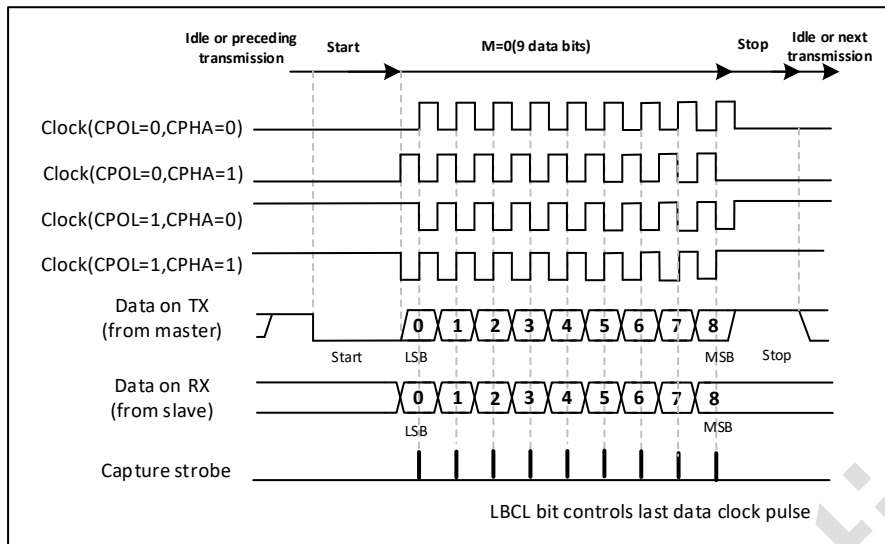 Idle or preceding
transmission
Start
M=0(9 data bits)
Stop
Idle or next
transmission
Clock(CPOL=0,CPHA=0)
Clock(CPOL=0,CPHA=1)
Clock(CPOL=1,CPHA=0)
Clock(CPOL=1,CPHA=1)
Data on TX
(from master)
0 1 2 3 4 5 6 7 8
Start
LSB
MSB
Stop
Data on RX
(from slave)
0 1 2 3 4 5 6 7 8
LSB
MSB
Capture strobe
LBCL bit controls last data clock pulse